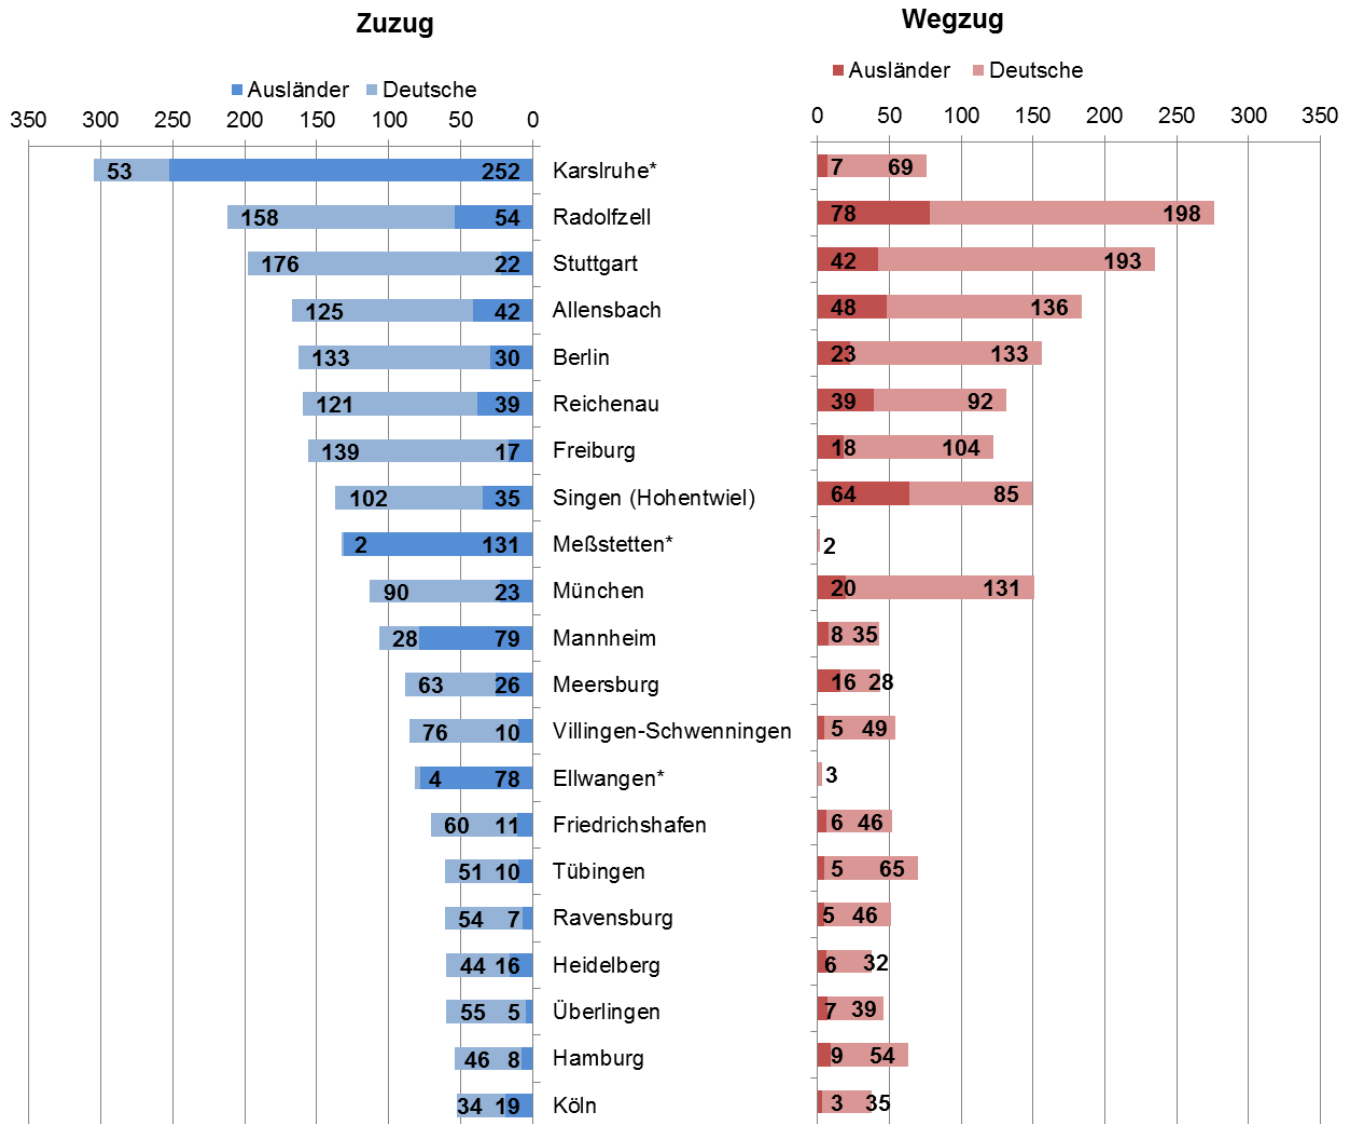 Zuzug
Wegzug
Ausländer Deutsche
Ausländer Deutsche
350 300 250 200 150 100 50 0
0 50 100 150 200 250 300 350
53 252 Karslruhe* 7 69
158 54 Radolfzell 78 198
176 22 Stuttgart 42 193
125 42 Allensbach 48 136
133 30 Berlin 23 133
121 39 Reichenau 39 92
139 17 Freiburg 18 104
102 35 Singen (Hohentwiel) 64 85
2 131 Meßstetten* 2
90 23 München 20 131
28 79 Mannheim 8 35
63 26 Meersburg 16 28
76 10 Villingen-Schwenningen 5 49
4 78 Ellwangen* 3
60 11 Friedrichshafen 6 46
51 10 Tübingen 5 65
54 7 Ravensburg 5 46
44 16 Heidelberg 6 32
55 5 Überlingen 7 39
46 8 Hamburg 9 54
34 19 Köln 3 35